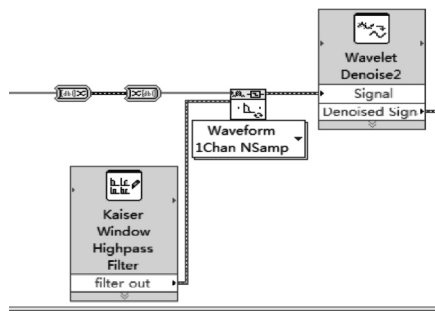 Wavelet
Denoise2
Signal
Denoised Sign
Waveform
1Chan NSamp
Kaiser
Window
Highpass
Filter
filter out